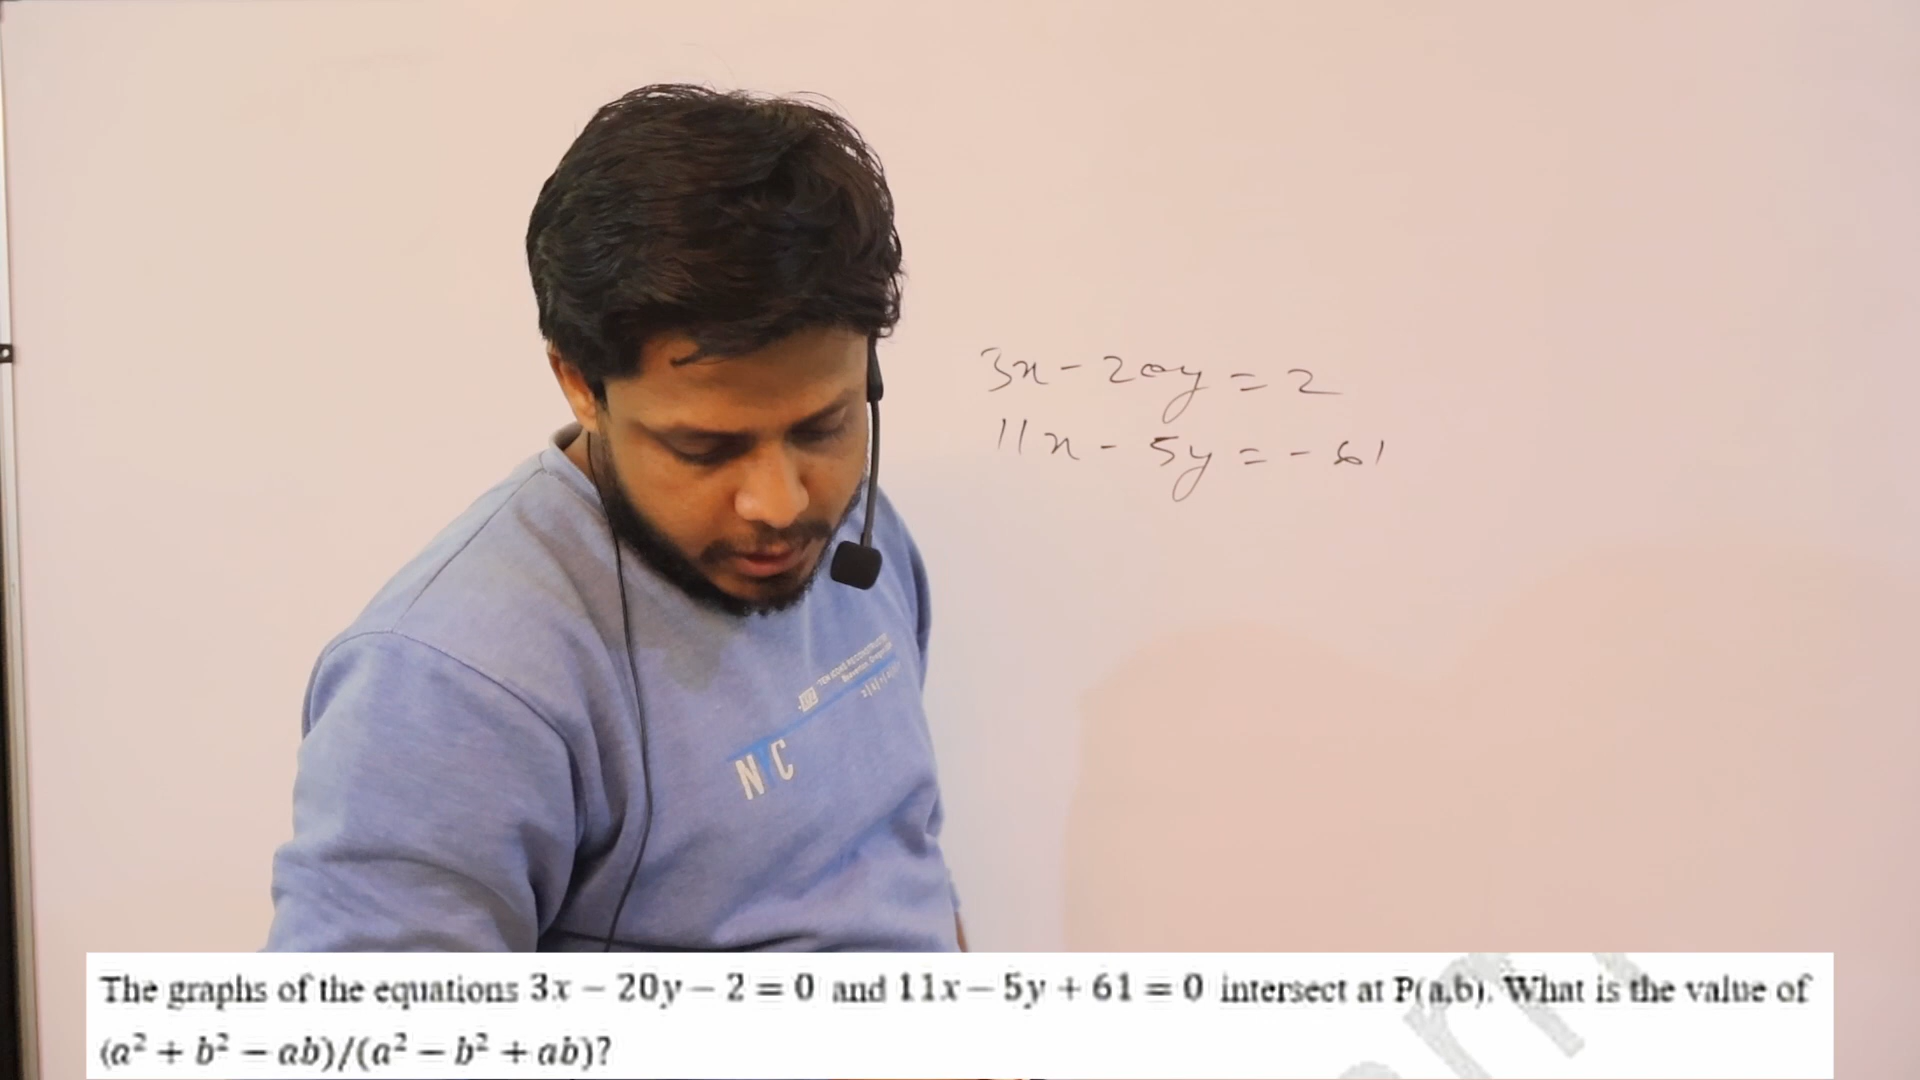 3x - 20y = 2
11x - 5y = - 61
NYC
The graphs of the equations 3x − 20y − 2 = 0 and 11x − 5y + 61 = 0 intersect at P(a,b). What is the value of
(a² + b² − ab)/(a² − b² + ab)?